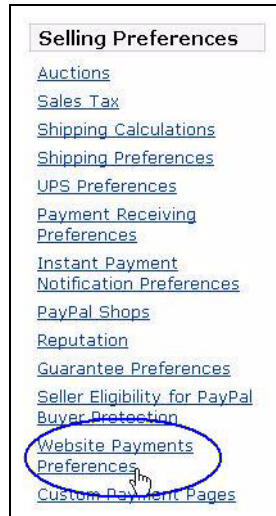 Selling Preferences
Auctions
Sales Tax
Shipping Calculations
Shipping Preferences
UPS Preferences
Payment Receiving
Preferences
Instant Payment
Notification Preferences
PayPal Shops
Reputation
Guarantee Preferences
Seller Eligibility for PayPal
Buyer Protection
Website Payments
Preferences
Custom Payment Pages